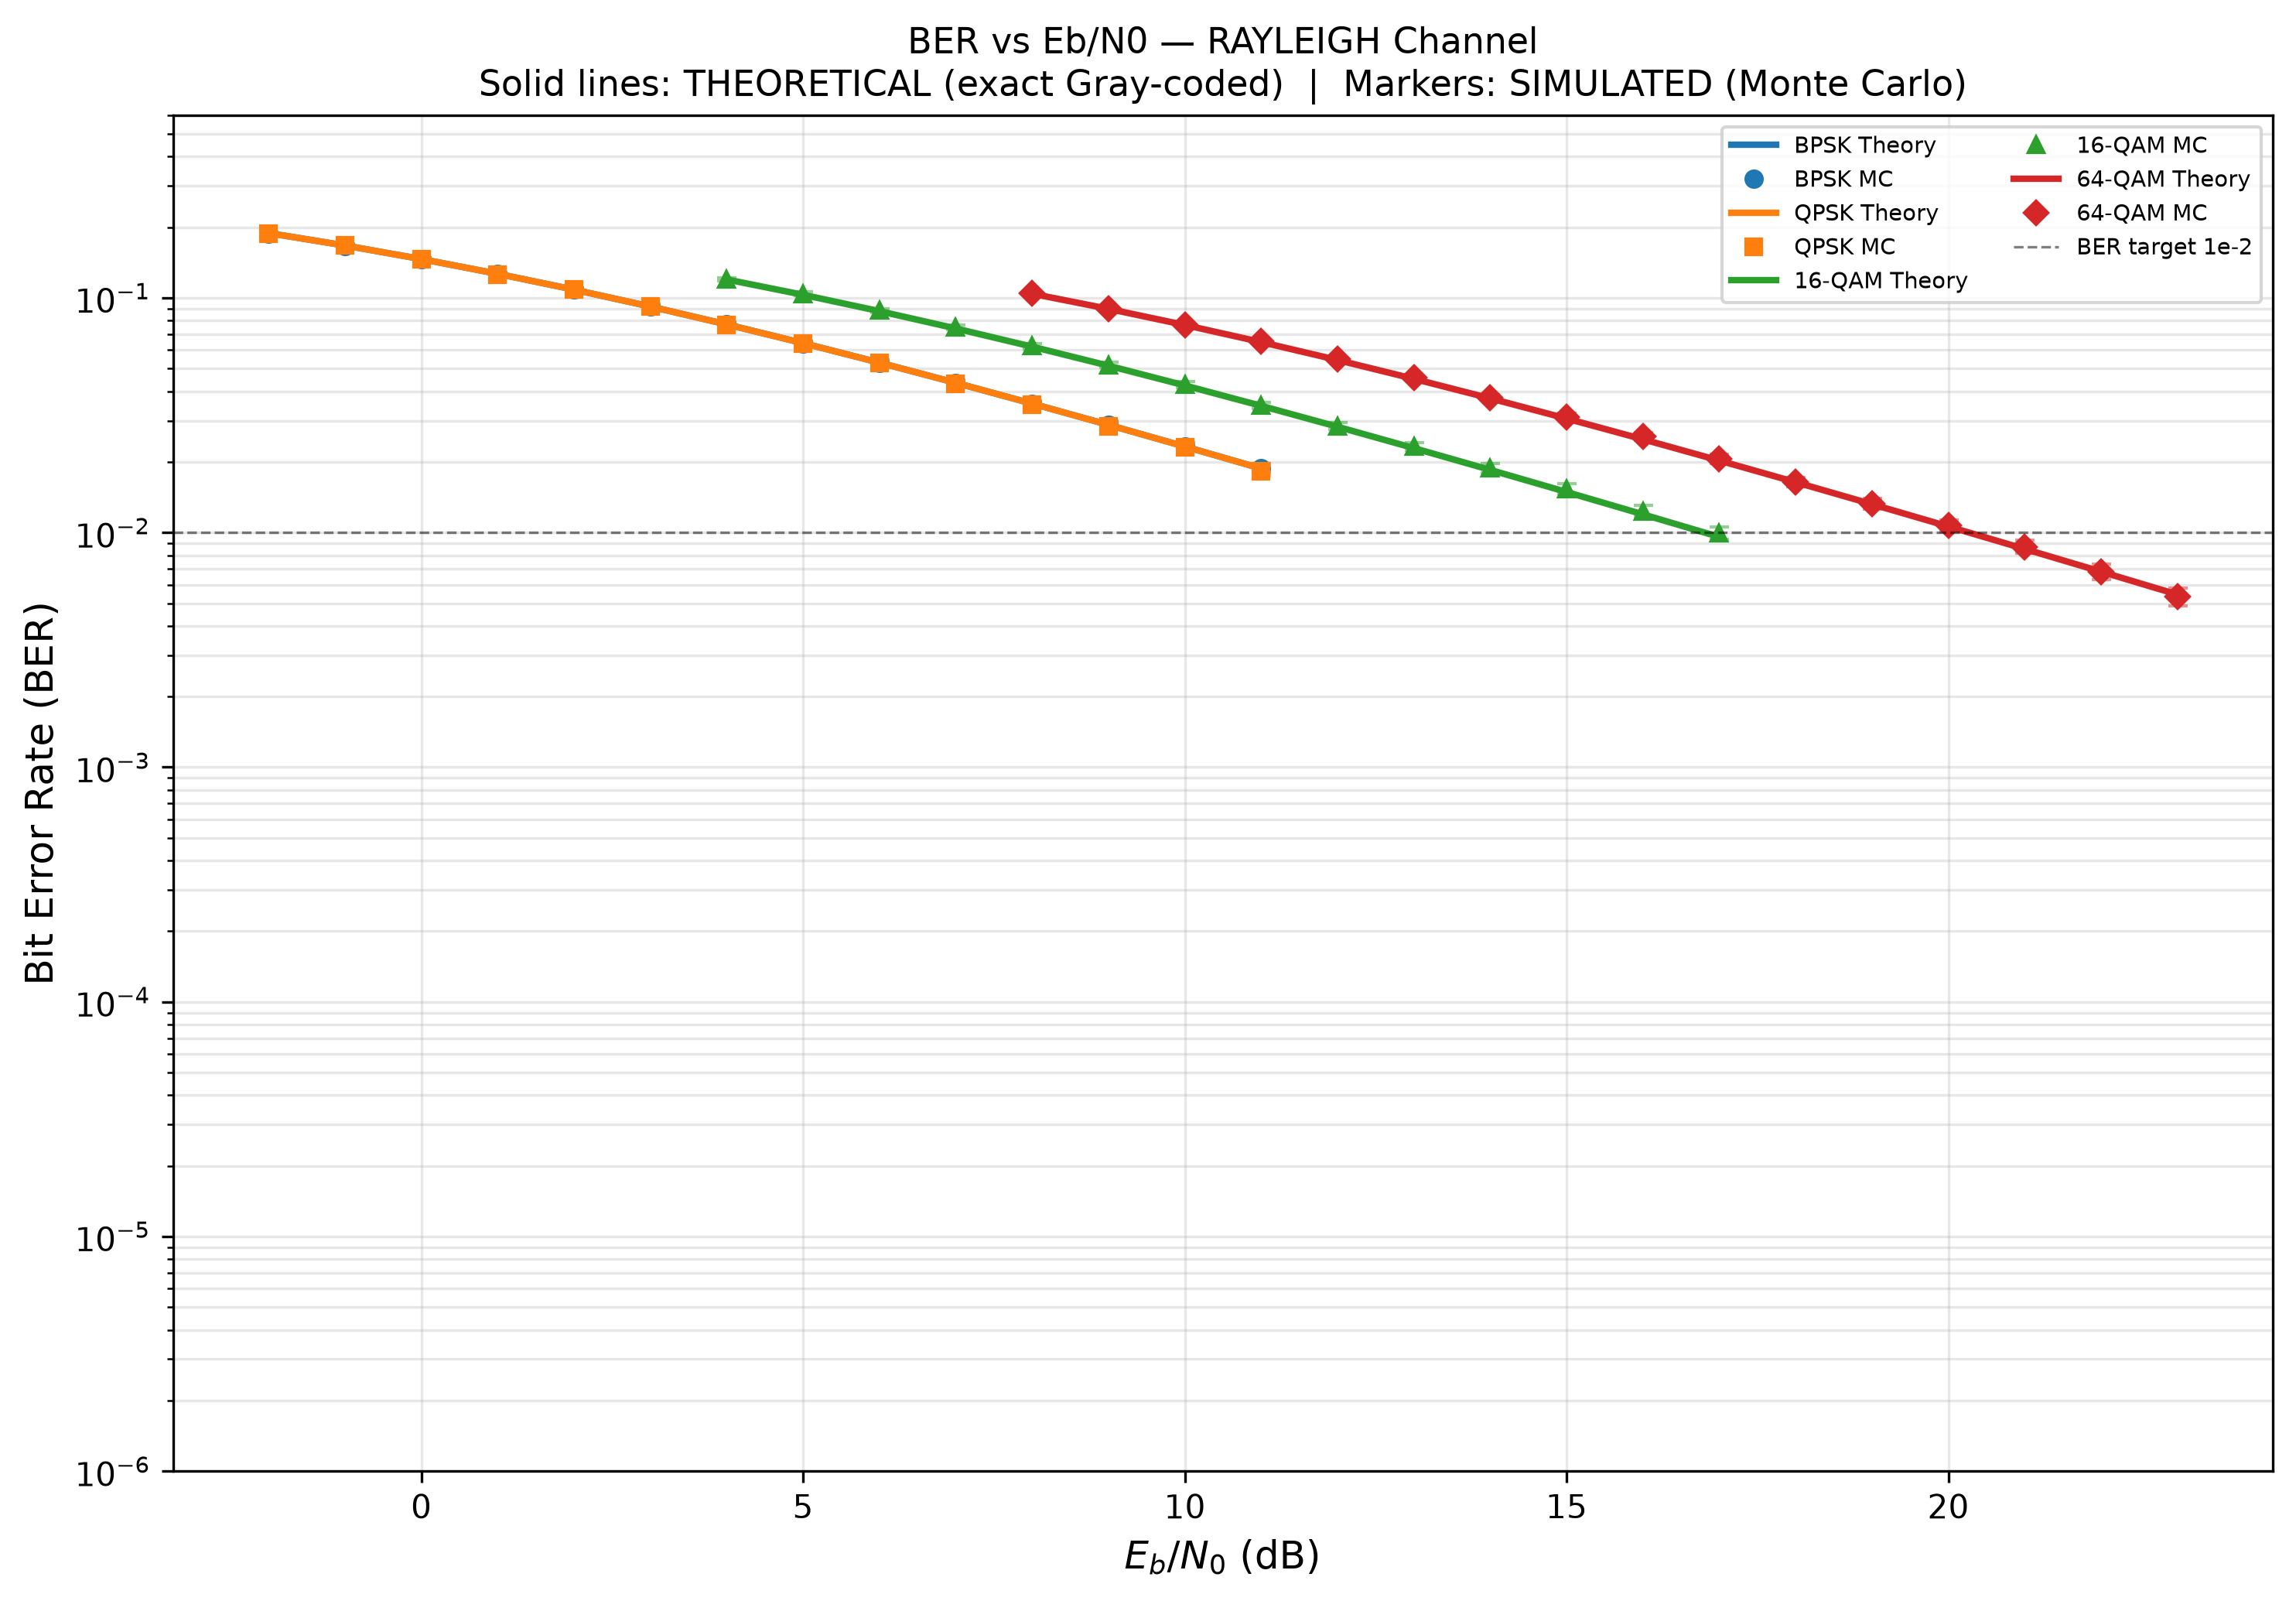 BER vs Eb/N0 — RAYLEIGH Channel
Solid lines: THEORETICAL (exact Gray-coded) | Markers: SIMULATED (Monte Carlo)
BPSK Theory
BPSK MC
QPSK Theory
QPSK MC
16-QAM Theory
16-QAM MC
64-QAM Theory
64-QAM MC
BER target 1e-2
Bit Error Rate (BER)
10⁻¹
10⁻²
10⁻³
10⁻⁴
10⁻⁵
10⁻⁶
0 5 10 15 20
E_b/N_0 (dB)